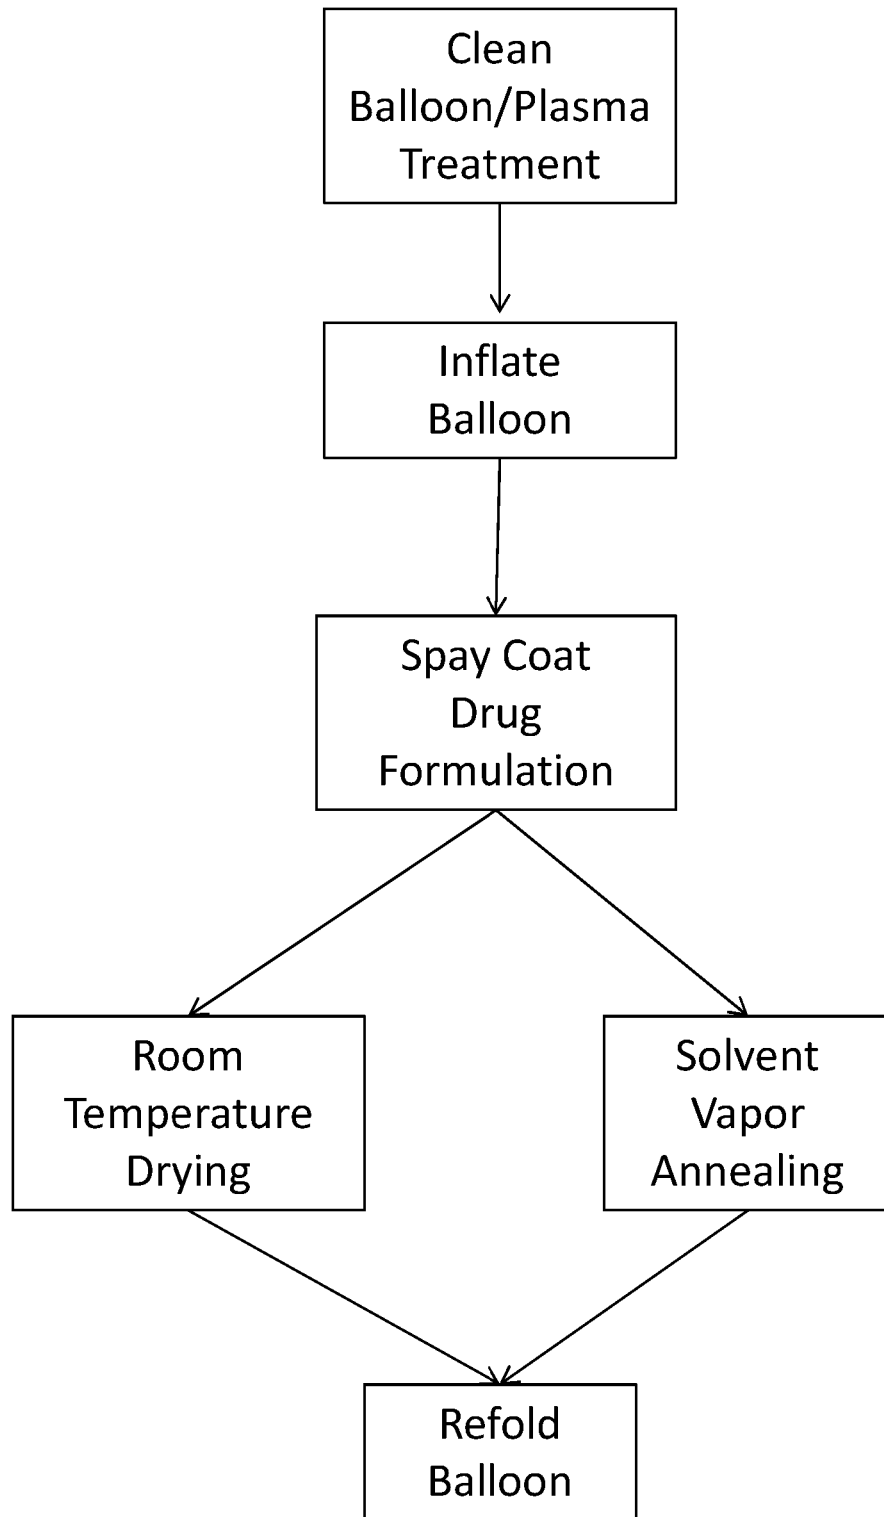 Clean
Balloon/Plasma
Treatment
Inflate
Balloon
Spay Coat
Drug
Formulation
Room
Temperature
Drying
Solvent
Vapor
Annealing
Refold
Balloon